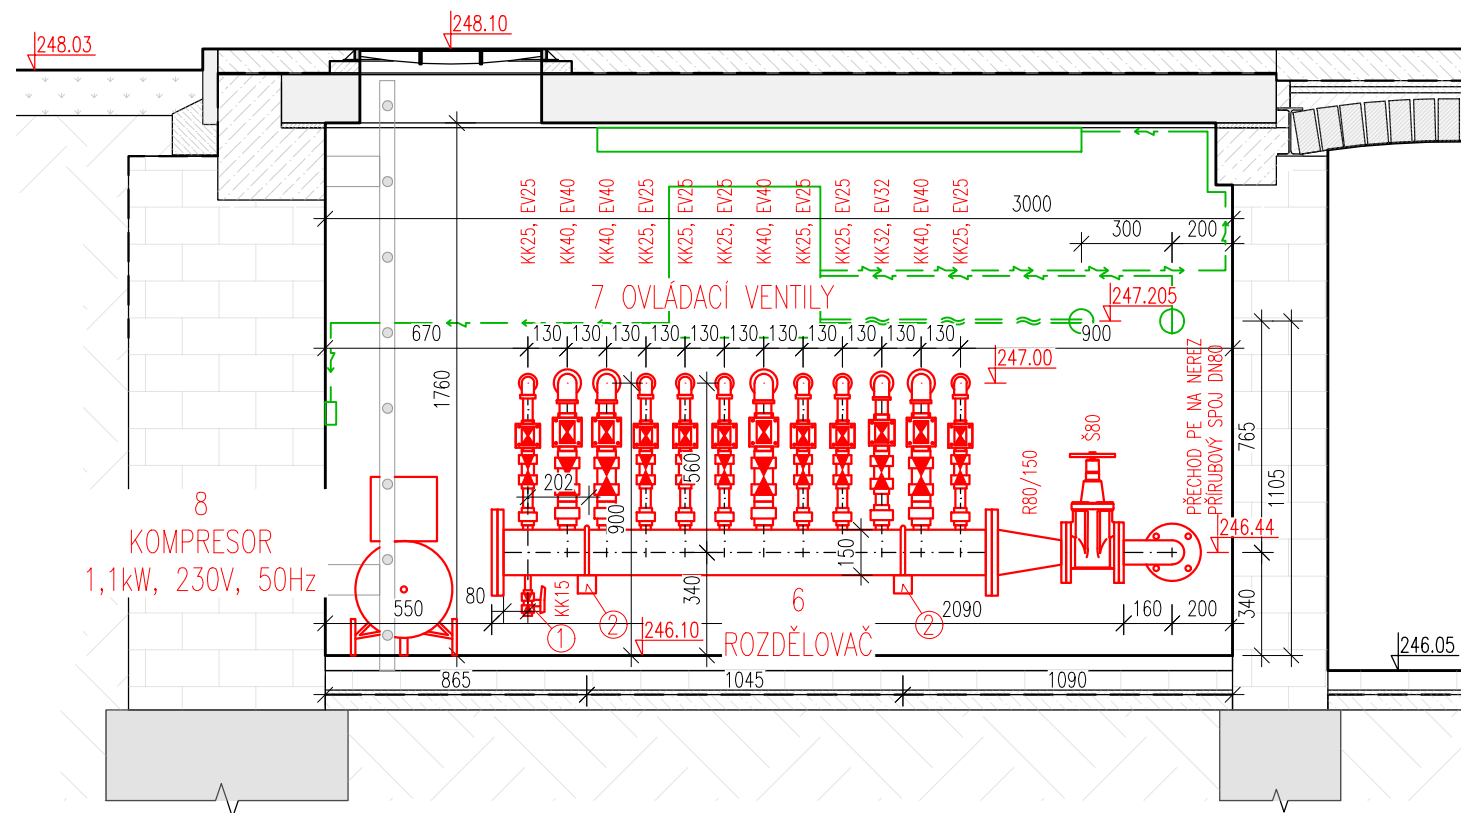 248.10
248.03
KK25, EV25
KK40, EV40
KK40, EV40
KK25, EV25
KK25, EV25
KK25, EV25
KK40, EV40
KK25, EV25
KK25, EV25
KK32, EV32
KK40, EV40
KK25, EV25
3000
300
200
7 OVLÁDACÍ VENTILY
247.205
670
130
130
130
130
130
130
130
130
130
130
130
900
247.00
1760
PŘECHOD PE NA NEREZ
PŘÍRUBOVÝ SPOJ DN80
Š80
765
1105
560
202
900
R80/150
8
KOMPRESOR
1,1kW, 230V, 50Hz
246.44
150
340
KK15
80
550
6
2090
160
200
340
1
2
2
246.10
ROZDĚLOVAČ
246.05
865
1045
1090